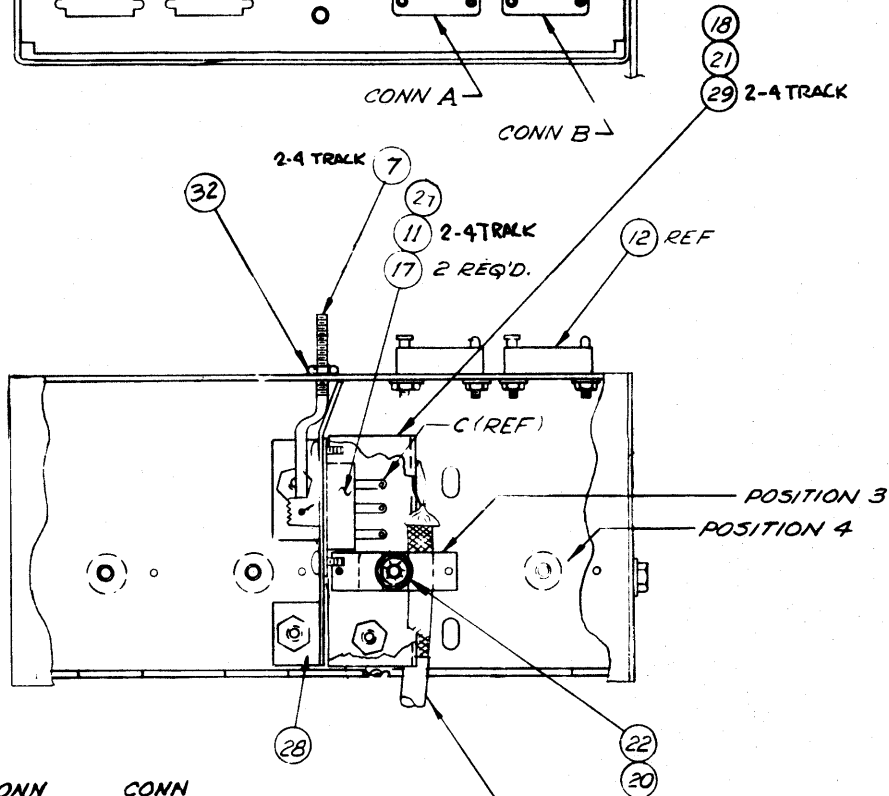 18
21
CONN A
29 2-4 TRACK
CONN B
2-4 TRACK 7
32
27
11 2-4 TRACK
17 2 REQ'D.
12 REF
C (REF)
POSITION 3
POSITION 4
28
22
20
CONN